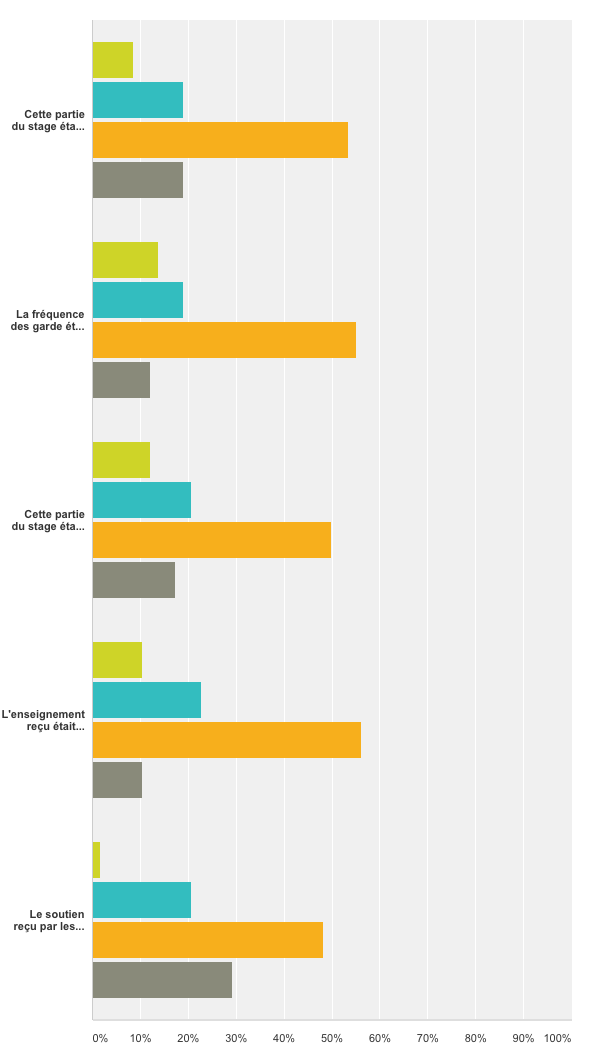 Cette partie
du stage éta...
La fréquence
des garde ét...
Cette partie
du stage éta...
L'enseignement
reçu était...
Le soutien
reçu par les...
0% 10% 20% 30% 40% 50% 60% 70% 80% 90% 100%